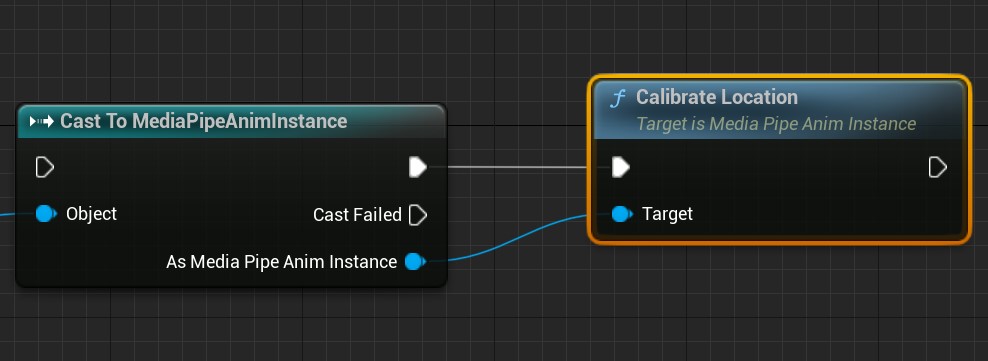 Cast To MediaPipeAnimInstance
Object
Cast Failed
As Media Pipe Anim Instance
f Calibrate Location
Target is Media Pipe Anim Instance
Target